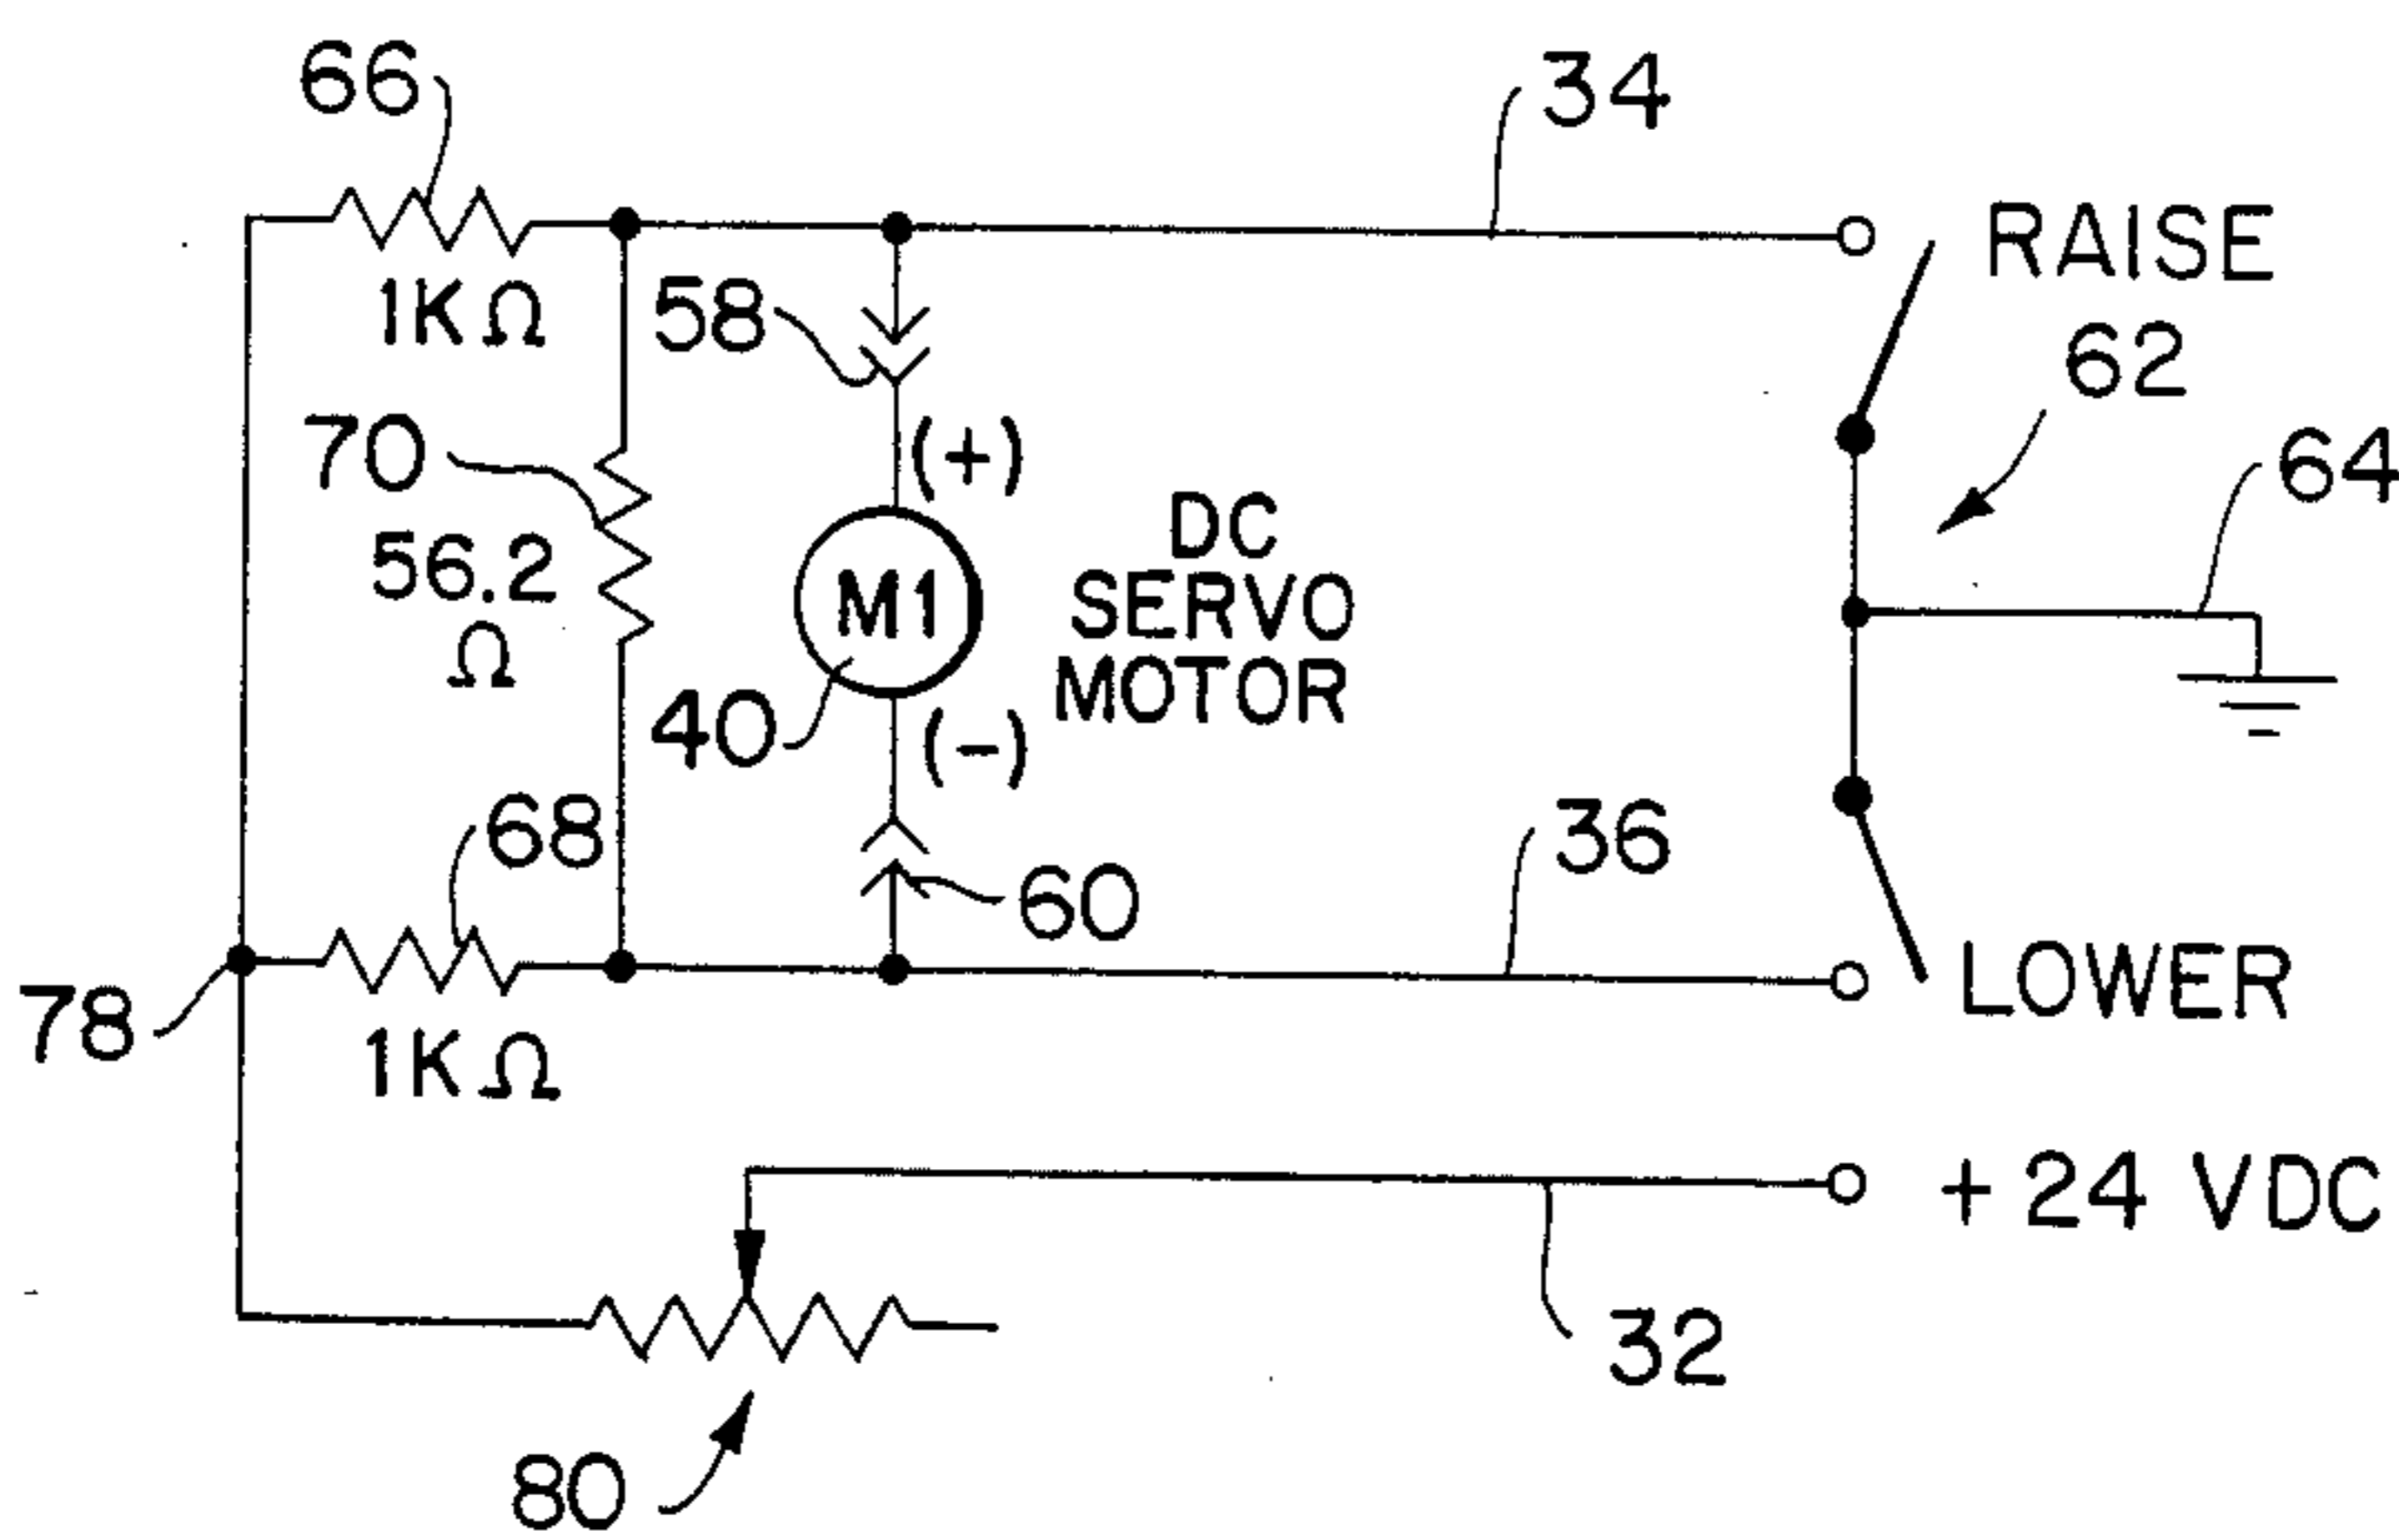 66
34
RAISE
1KΩ
58
62
70
(+)
64
56.2
Ω
M1
DC
SERVO
MOTOR
40
(-)
68
36
60
LOWER
78
1KΩ
+24 VDC
32
80